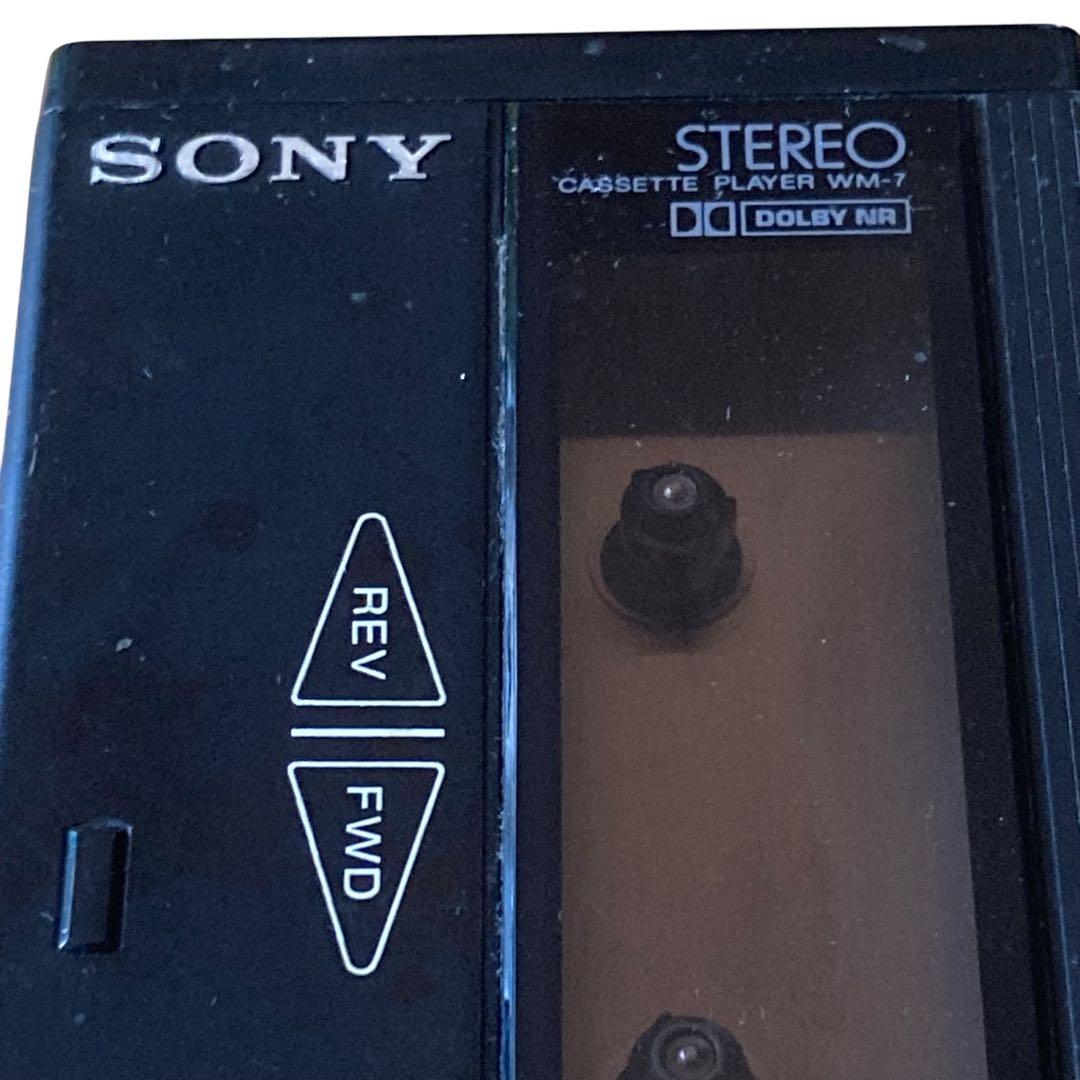 SONY
STEREO
CASSETTE PLAYER WM-7
DOLBY NR
REV
FWD